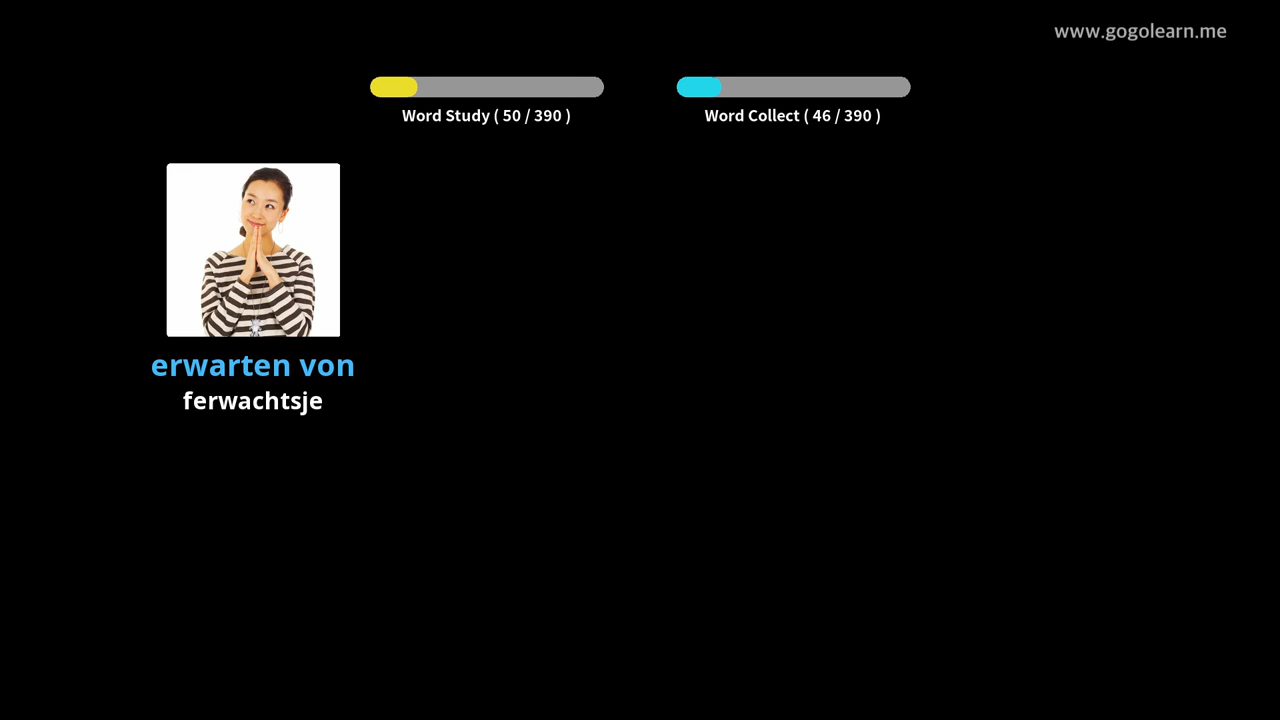 www.gogolearn.me
Word Study ( 50 / 390 )
Word Collect ( 46 / 390 )
erwarten von
ferwachtsje